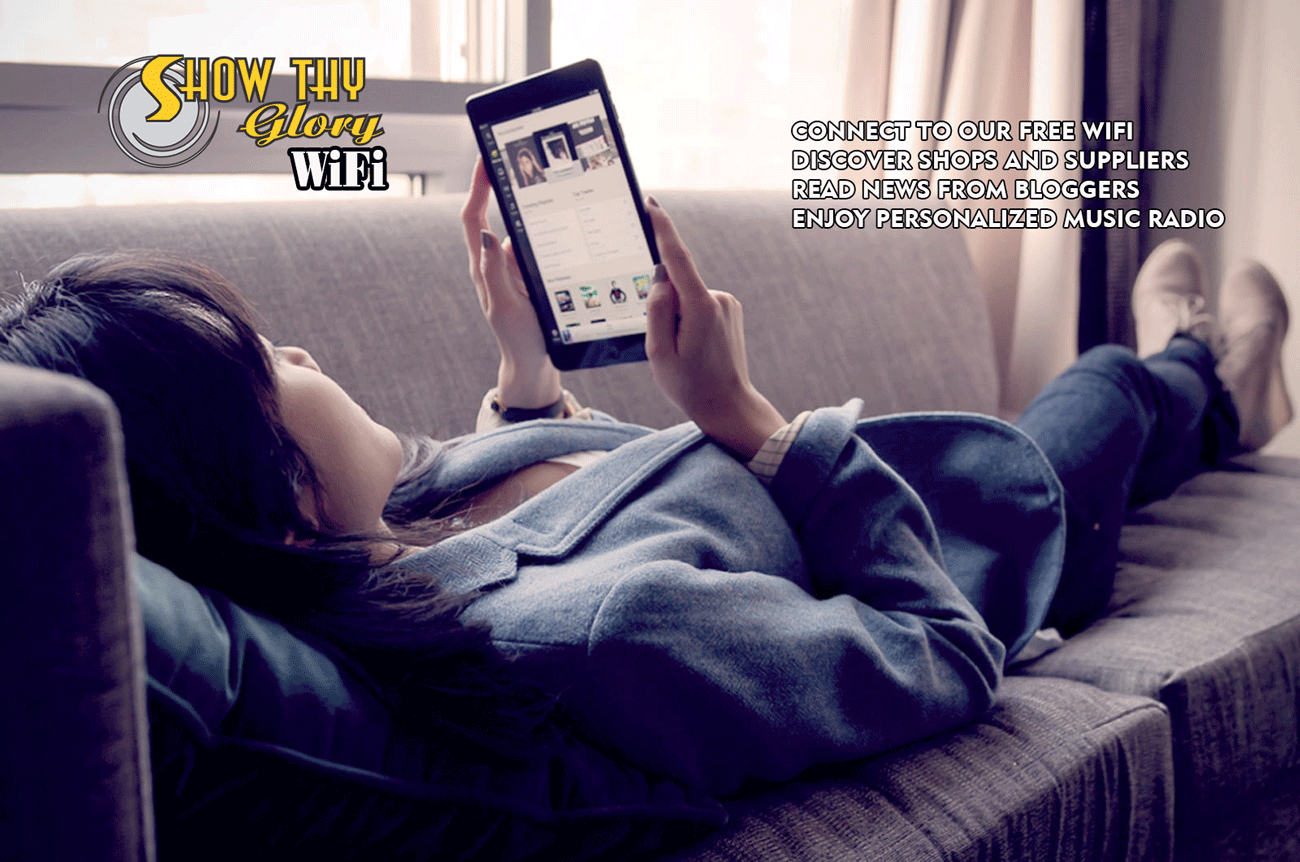 SHOW THY
Glory
WiFi
CONNECT TO OUR FREE WIFI
DISCOVER SHOPS AND SUPPLIERS
READ NEWS FROM BLOGGERS
ENJOY PERSONALIZED MUSIC RADIO